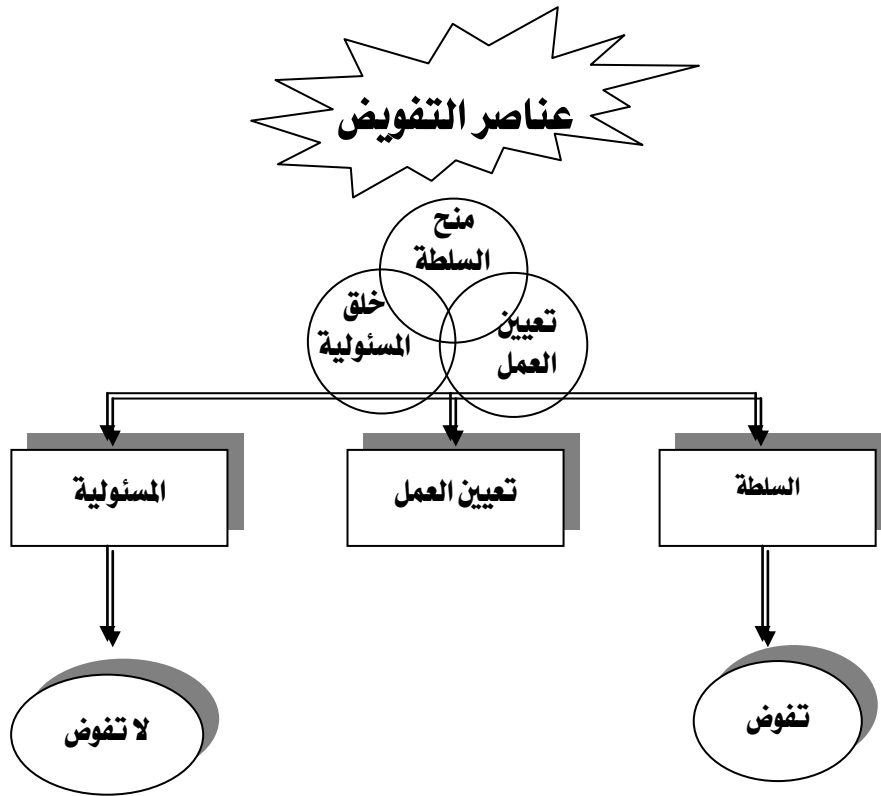 عناصر التفويض
منح
السلطة
خلق
المسئولية
تعيين
العمل
السلطة
تعيين العمل
المسئولية
تفوض
لا تفوض